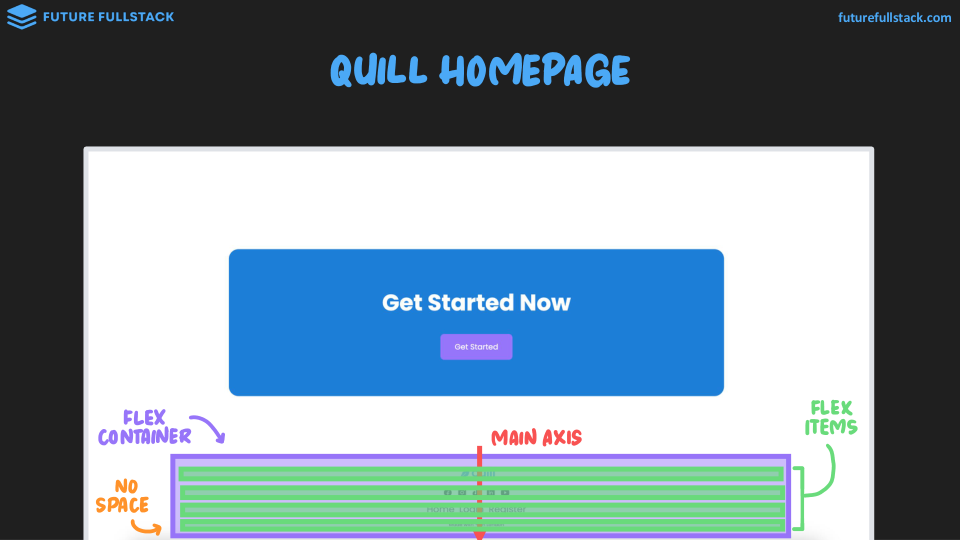 FUTURE FULLSTACK
futurefullstack.com
QUILL HOMEPAGE
Get Started Now
Get Started
FLEX
CONTAINER
MAIN AXIS
FLEX
ITEMS
NO
SPACE
Quill
Home Login Register